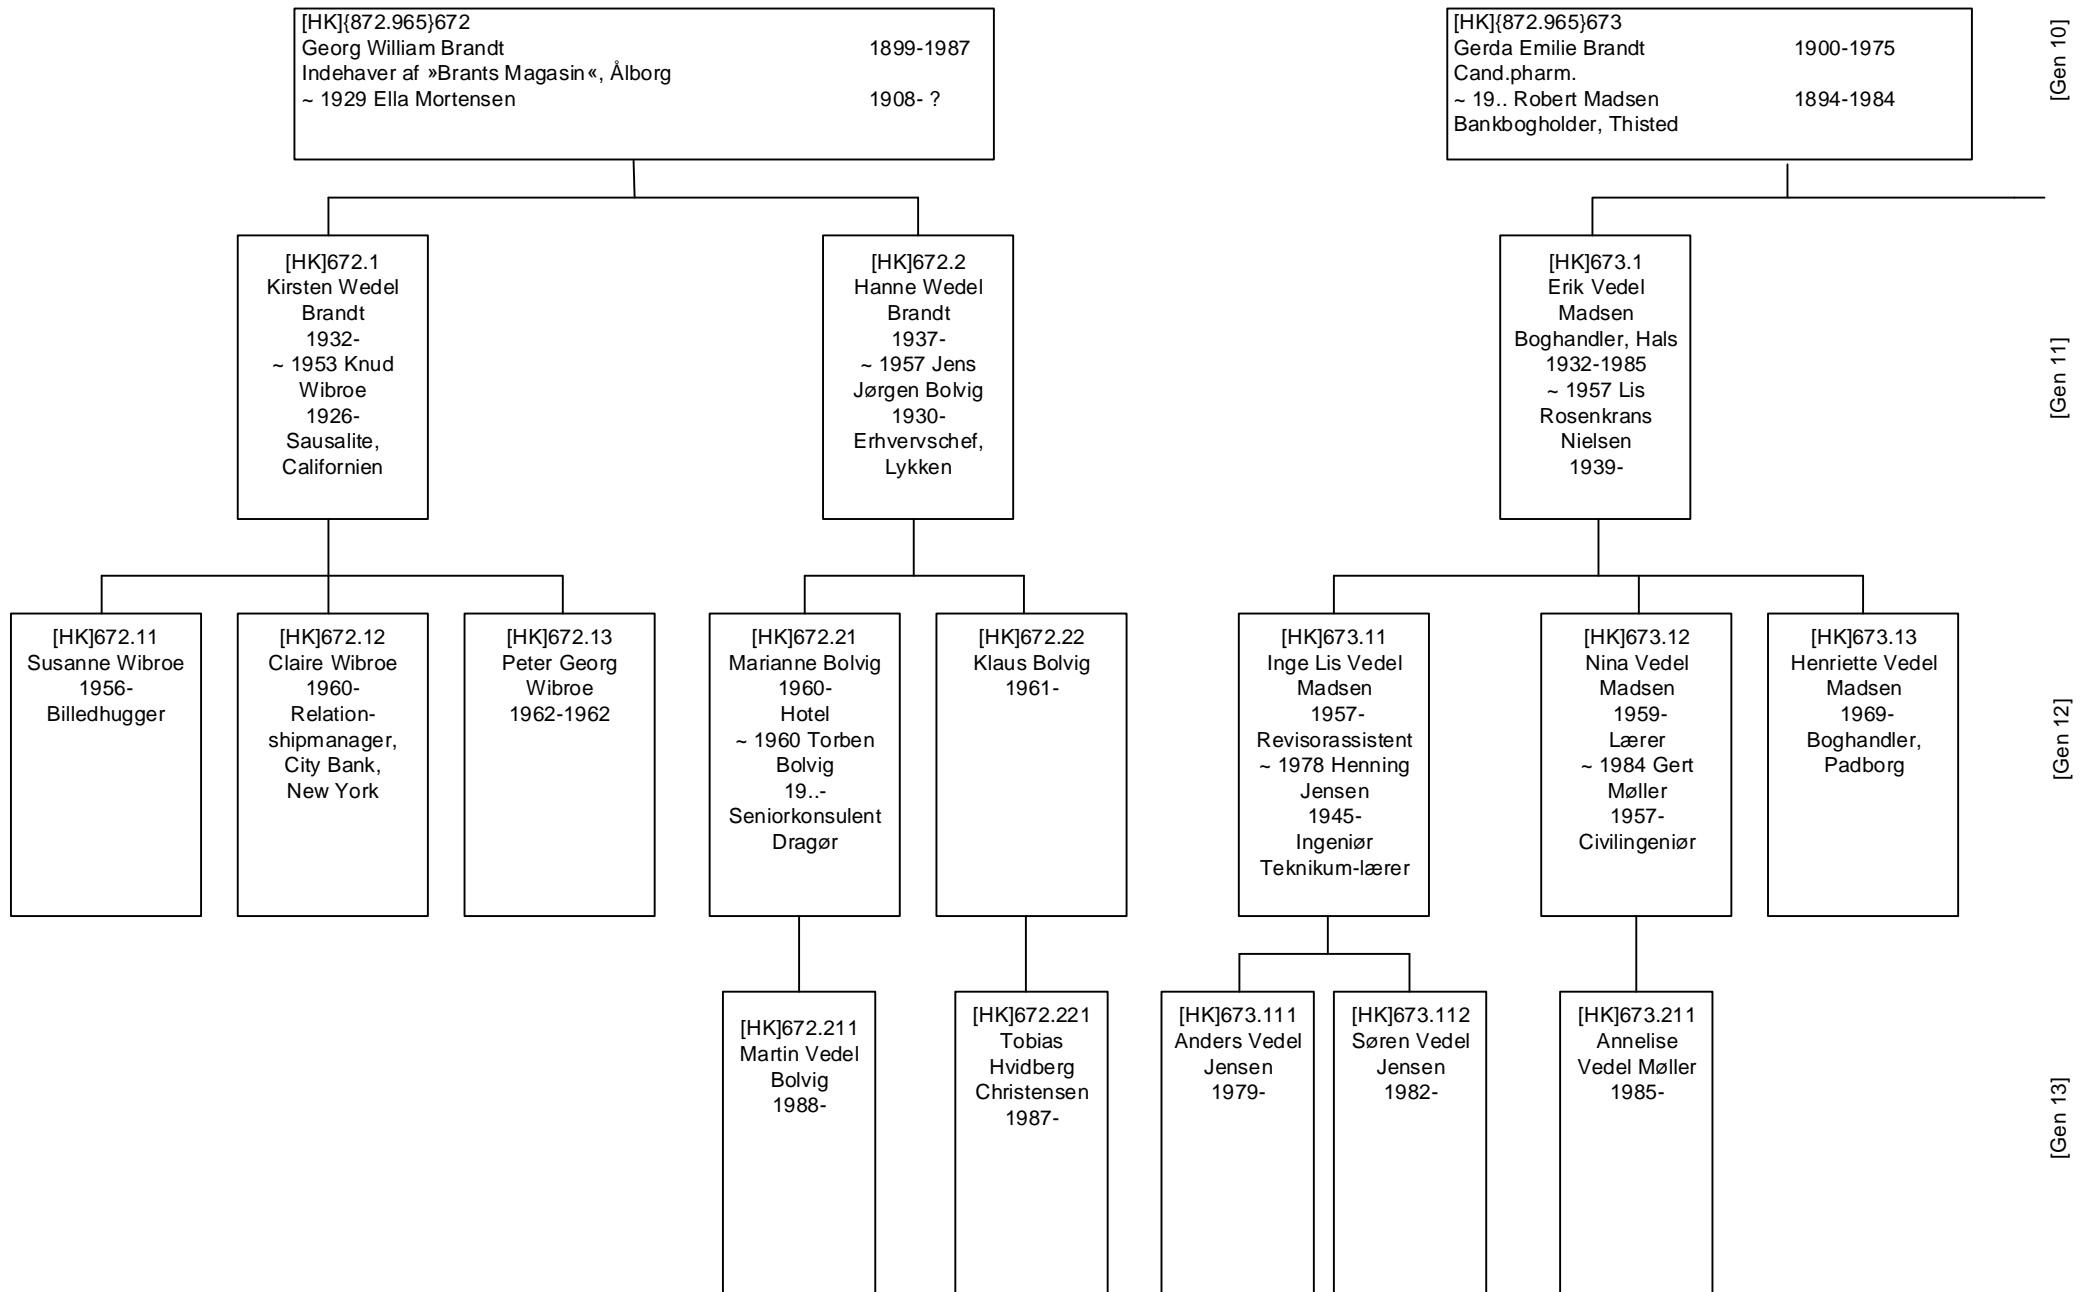 [HK]{872.965}672
Georg William Brandt 1899-1987
Indehaver af »Brants Magasin«, Ålborg
~ 1929 Ella Mortensen 1908- ?
[HK]{872.965}673
Gerda Emilie Brandt 1900-1975
Cand.pharm.
~ 19.. Robert Madsen 1894-1984
Bankbogholder, Thisted
[Gen 10]
[HK]672.1
Kirsten Wedel
Brandt
1932-
~ 1953 Knud
Wibroe
1926-
Sausalite,
Californien
[HK]672.2
Hanne Wedel
Brandt
1937-
~ 1957 Jens
Jørgen Bolvig
1930-
Erhvervschef,
Lykken
[HK]673.1
Erik Vedel
Madsen
Boghandler, Hals
1932-1985
~ 1957 Lis
Rosenkrans
Nielsen
1939-
[Gen 11]
[HK]672.11
Susanne Wibroe
1956-
Billedhugger
[HK]672.12
Claire Wibroe
1960-
Relation-
shipmanager,
City Bank,
New York
[HK]672.13
Peter Georg
Wibroe
1962-1962
[HK]672.21
Marianne Bolvig
1960-
Hotel
~ 1960 Torben
Bolvig
19..-
Seniorkonsulent
Dragør
[HK]672.22
Klaus Bolvig
1961-
[HK]673.11
Inge Lis Vedel
Madsen
1957-
Revisorassistent
~ 1978 Henning
Jensen
1945-
Ingeniør
Teknikum-lærer
[HK]673.12
Nina Vedel
Madsen
1959-
Lærer
~ 1984 Gert
Møller
1957-
Civilingeniør
[HK]673.13
Henriette Vedel
Madsen
1969-
Boghandler,
Padborg
[Gen 12]
[HK]672.211
Martin Vedel
Bolvig
1988-
[HK]672.221
Tobias
Hvidberg
Christensen
1987-
[HK]673.111
Anders Vedel
Jensen
1979-
[HK]673.112
Søren Vedel
Jensen
1982-
[HK]673.211
Annelise
Vedel Møller
1985-
[Gen 13]